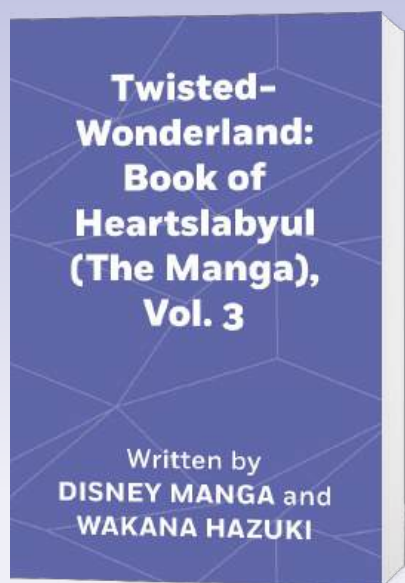 Twisted-
Wonderland:
Book of
Heartslabyul
(The Manga),
Vol. 3
Written by
DISNEY MANGA and
WAKANA HAZUKI